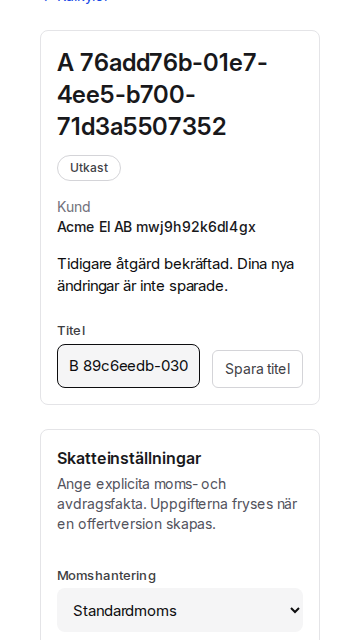 A 76add76b-01e7-
4ee5-b700-
71d3a5507352
Utkast
Kund
Acme El AB mwj9h92k6dl4gx
Tidigare åtgärd bekräftad. Dina nya
ändringar är inte sparade.
Titel
B 89c6eedb-030
Spara titel
Skatteinställningar
Ange explicita moms- och
avdragsfakta. Uppgifterna fryses när
en offertversion skapas.
Momshantering
Standardmoms